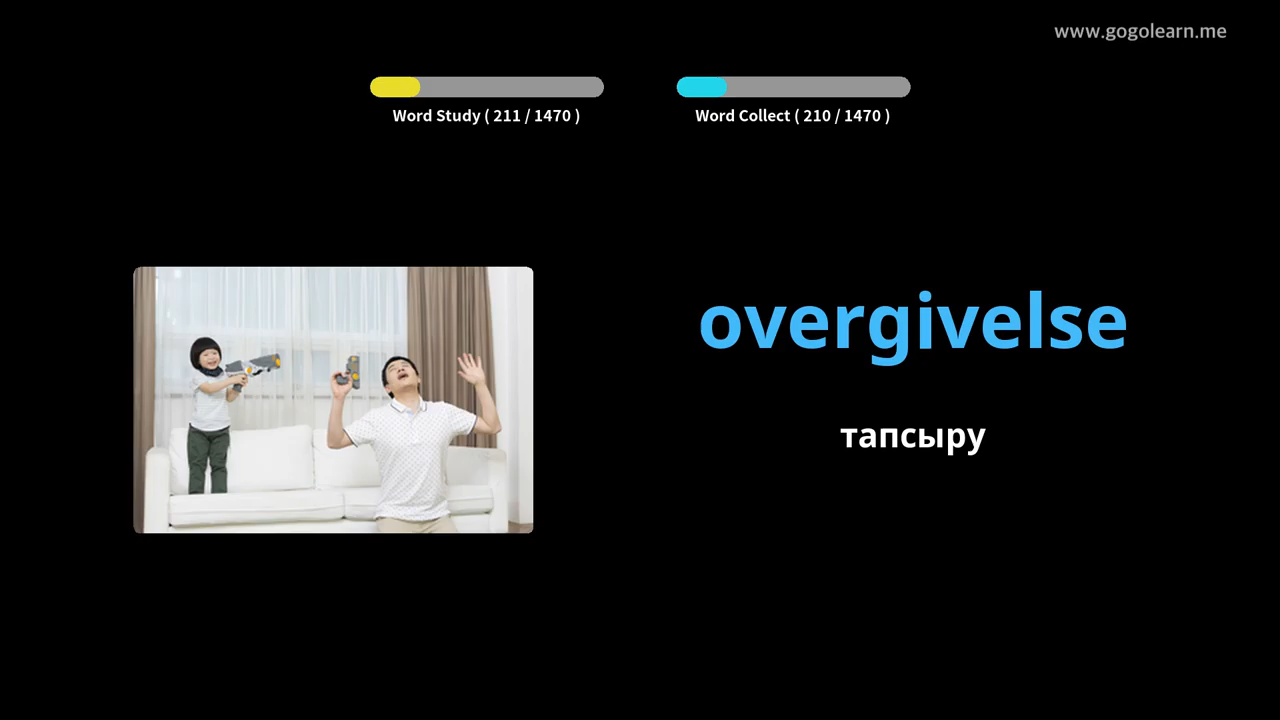 www.gogolearn.me
Word Study ( 211 / 1470 )
Word Collect ( 210 / 1470 )
overgivelse
тапсыру